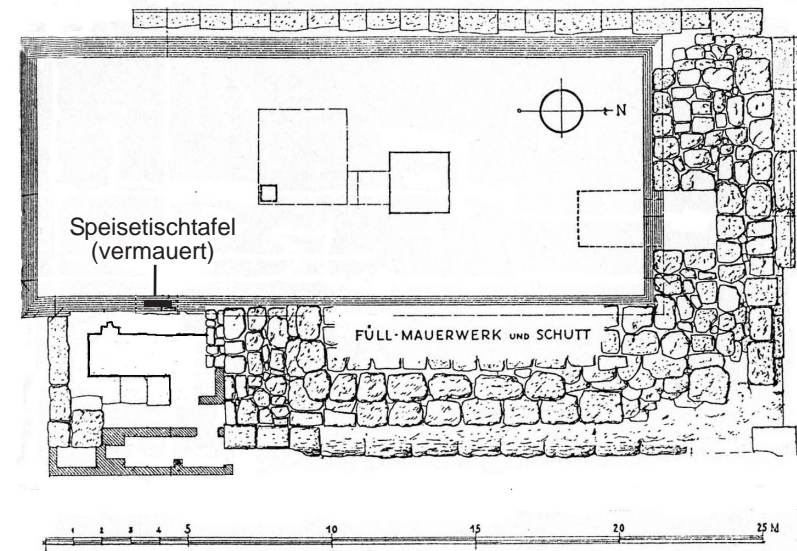 N
Speisetischtafel
(vermauert)
FÜLL-MAUERWERK UND SCHUTT
1 2 3 4 5 10 15 20 25 M